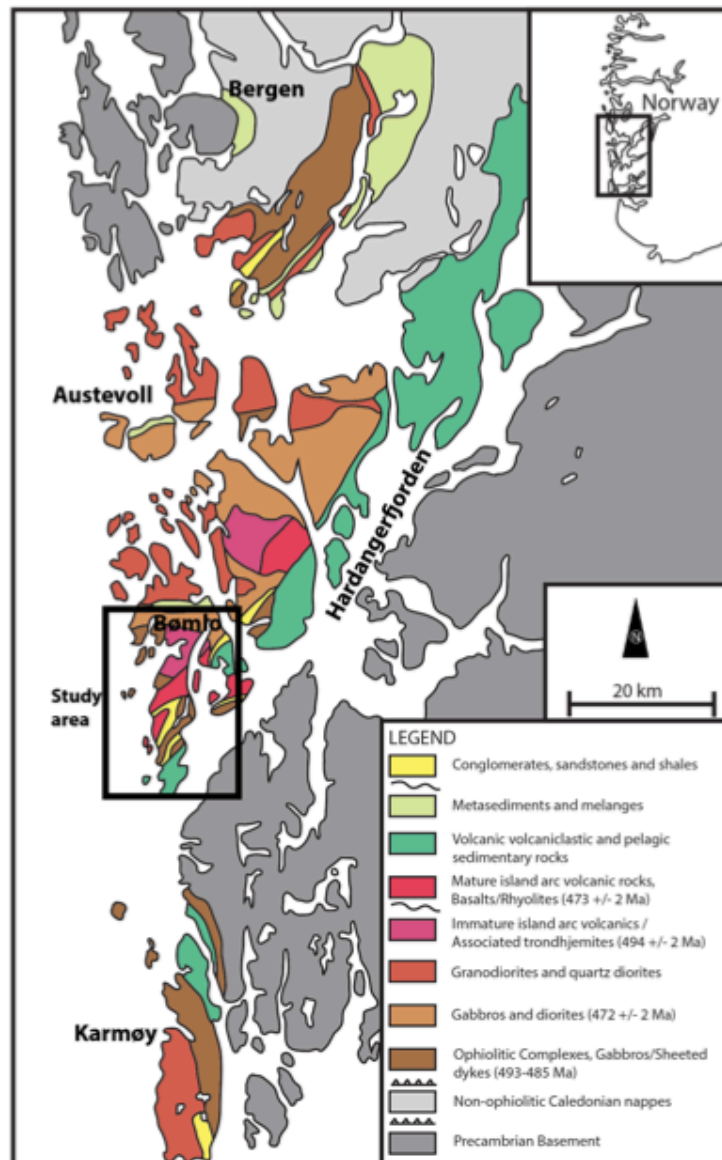 Bergen
Norway
Austevoll
Hardangerfjorden
Bømlo
Study
area
N
20 km
LEGEND
Conglomerates, sandstones and shales
Metasediments and melanges
Volcanic volcaniclastic and pelagic
sedimentary rocks
Mature island arc volcanic rocks,
Basalts/Rhyolites (473 +/- 2 Ma)
Immature island arc volcanics /
Associated trondhjemites (494 +/- 2 Ma)
Granodiorites and quartz diorites
Gabbros and diorites (472 +/- 2 Ma)
Ophiolitic Complexes, Gabbros/Sheeted
dykes (493-485 Ma)
Non-ophiolitic Caledonian nappes
Precambrian Basement
Karmøy